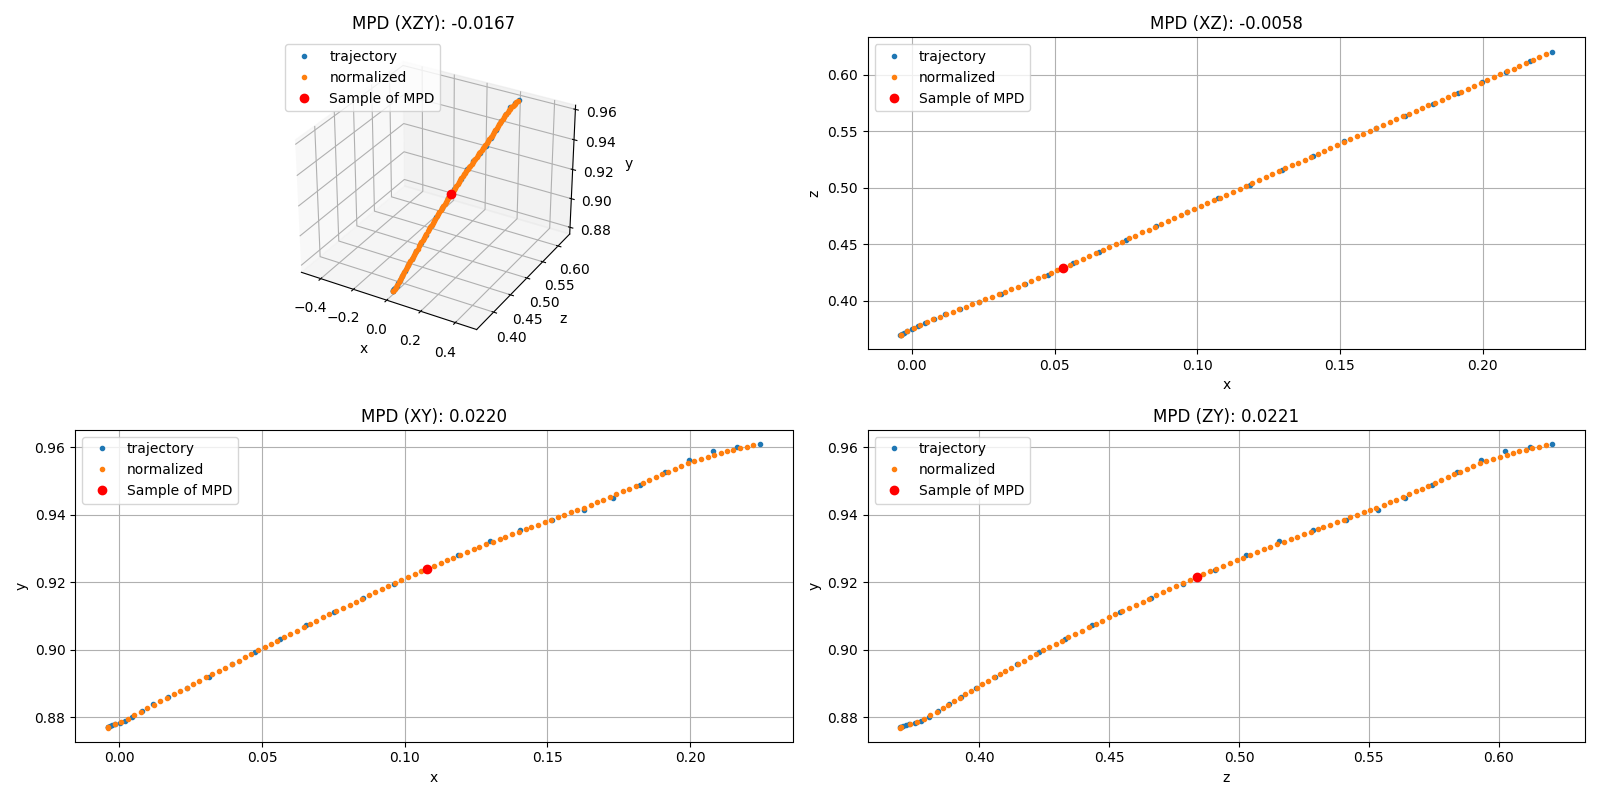 MPD (XZY): -0.0167
trajectory
normalized
Sample of MPD
0.96
0.94
0.92
0.90
0.88
y
0.60
0.55
0.50
0.45
0.40
z
−0.4
−0.2
0.0
0.2
0.4
x
MPD (XZ): -0.0058
trajectory
normalized
Sample of MPD
0.60
0.55
0.50
0.45
0.40
z
0.00 0.05 0.10 0.15 0.20
x
MPD (XY): 0.0220
trajectory
normalized
Sample of MPD
0.96
0.94
0.92
0.90
0.88
y
0.00 0.05 0.10 0.15 0.20
x
MPD (ZY): 0.0221
trajectory
normalized
Sample of MPD
0.96
0.94
0.92
0.90
0.88
y
0.40 0.45 0.50 0.55 0.60
z